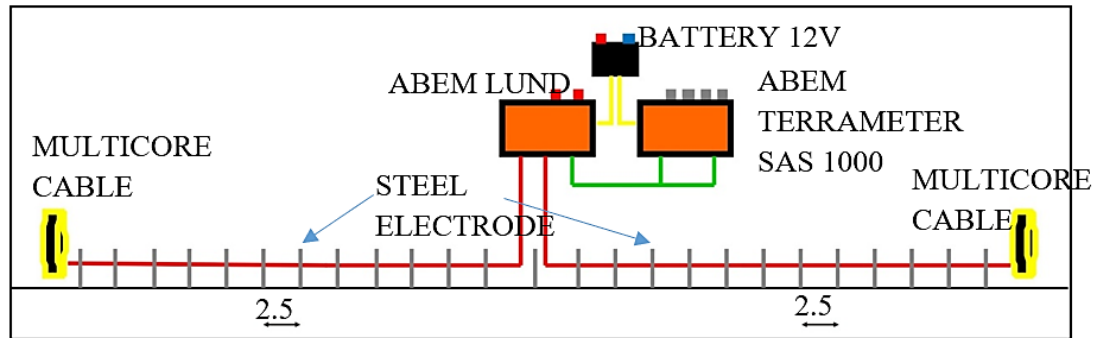 BATTERY 12V
ABEM LUND
ABEM
TERRAMETER
SAS 1000
MULTICORE
CABLE
STEEL
ELECTRODE
MULTICORE
CABLE
2.5
2.5